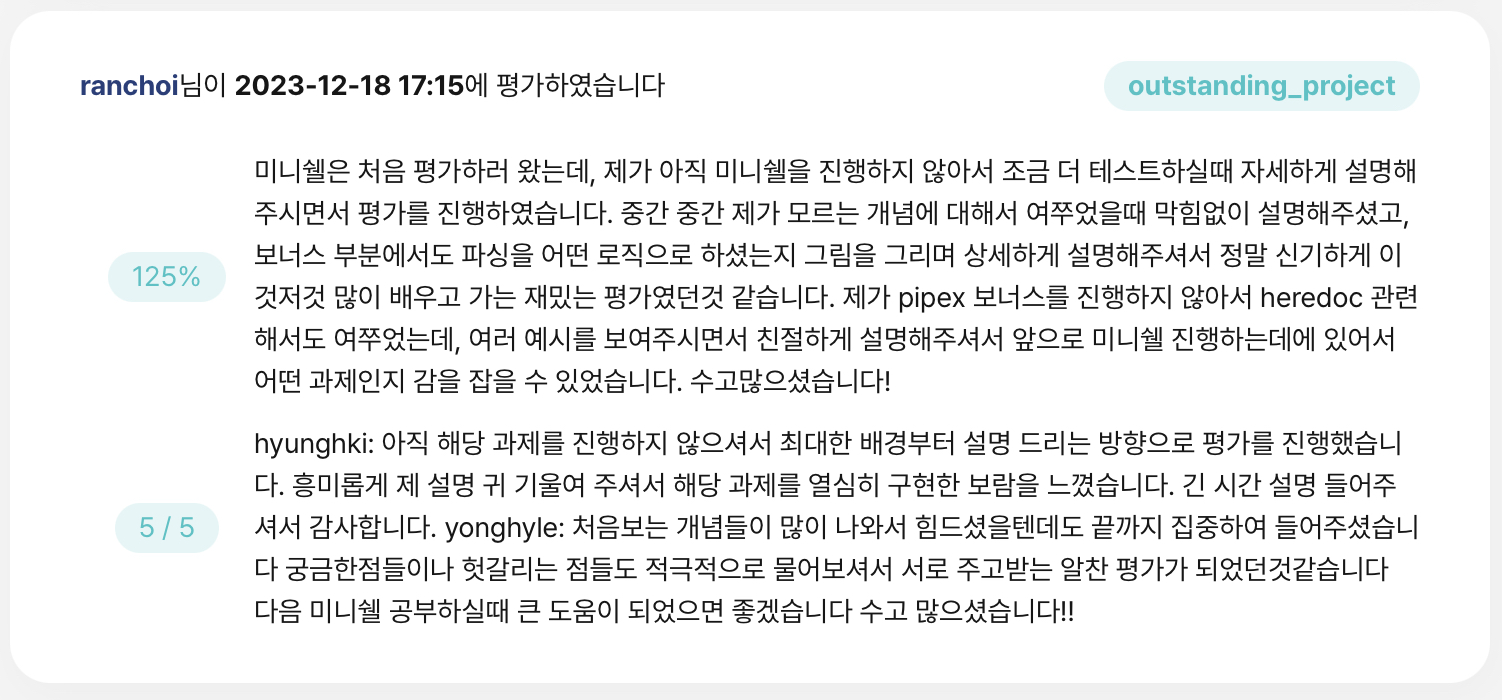 ranchoi님이 2023-12-18 17:15에 평가하였습니다
outstanding_project
미니쉘은 처음 평가하러 왔는데, 제가 아직 미니쉘을 진행하지 않아서 조금 더 테스트하실때 자세하게 설명해
주시면서 평가를 진행하였습니다. 중간 중간 제가 모르는 개념에 대해서 여쭈었을때 막힘없이 설명해주셨고,
보너스 부분에서도 파싱을 어떤 로직으로 하셨는지 그림을 그리며 상세하게 설명해주셔서 정말 신기하게 이
125%
것저것 많이 배우고 가는 재밌는 평가였던것 같습니다. 제가 pipex 보너스를 진행하지 않아서 heredoc 관련
해서도 여쭈었는데, 여러 예시를 보여주시면서 친절하게 설명해주셔서 앞으로 미니쉘 진행하는데에 있어서
어떤 과제인지 감을 잡을 수 있었습니다. 수고많으셨습니다!
hyunghki: 아직 해당 과제를 진행하지 않으셔서 최대한 배경부터 설명 드리는 방향으로 평가를 진행했습니
다. 흥미롭게 제 설명 귀 기울여 주셔서 해당 과제를 열심히 구현한 보람을 느꼈습니다. 긴 시간 설명 들어주
5 / 5
셔서 감사합니다. yonghyle: 처음보는 개념들이 많이 나와서 힘드셨을텐데도 끝까지 집중하여 들어주셨습니
다 궁금한점들이나 헛갈리는 점들도 적극적으로 물어보셔서 서로 주고받는 알찬 평가가 되었던것같습니다
다음 미니쉘 공부하실때 큰 도움이 되었으면 좋겠습니다 수고 많으셨습니다!!